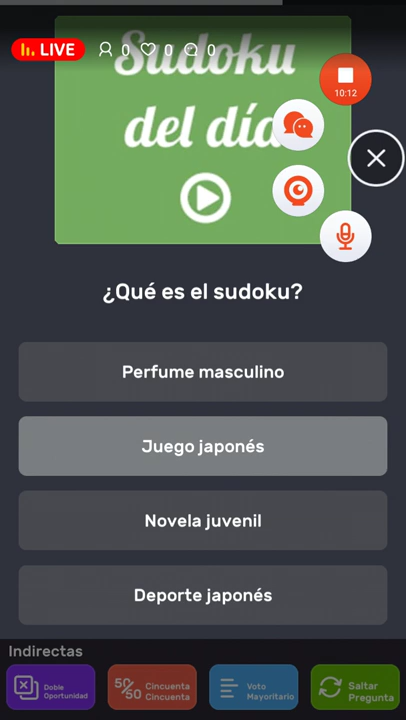 LIVE 0 0 0
Sudoku
del día
10:12
¿Qué es el sudoku?
Perfume masculino
Juego japonés
Novela juvenil
Deporte japonés
Indirectas
Doble
Oportunidad
50/50
Cincuenta
Cincuenta
Voto
Mayoritario
Saltar
Pregunta